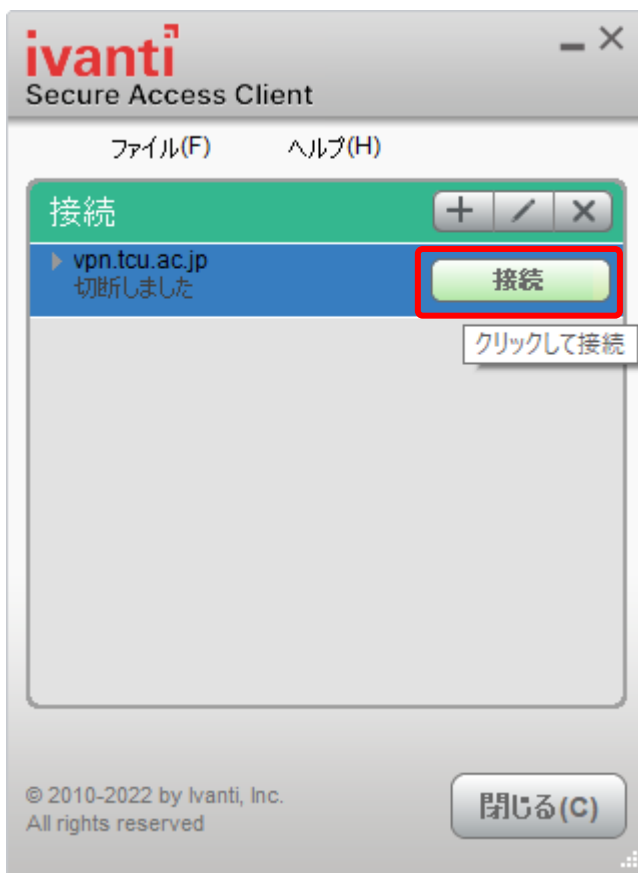 ivanti
Secure Access Client
ファイル(F) ヘルプ(H)
接続
vpn.tcu.ac.jp
切断しました
接続
クリックして接続
© 2010-2022 by Ivanti, Inc.
All rights reserved
閉じる(C)